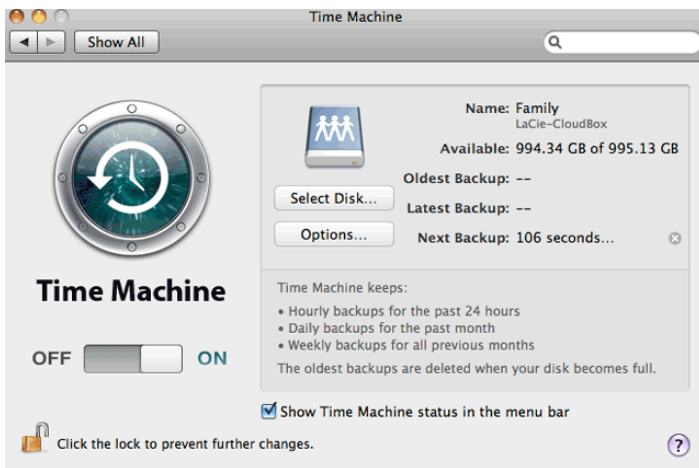 Time Machine
Show All
Name: Family
LaCie-CloudBox
Available: 994.34 GB of 995.13 GB
Oldest Backup: --
Select Disk...
Latest Backup: --
Options...
Next Backup: 106 seconds...
Time Machine
Time Machine keeps:
• Hourly backups for the past 24 hours
• Daily backups for the past month
• Weekly backups for all previous months
The oldest backups are deleted when your disk becomes full.
OFF ON
Show Time Machine status in the menu bar
Click the lock to prevent further changes.
?